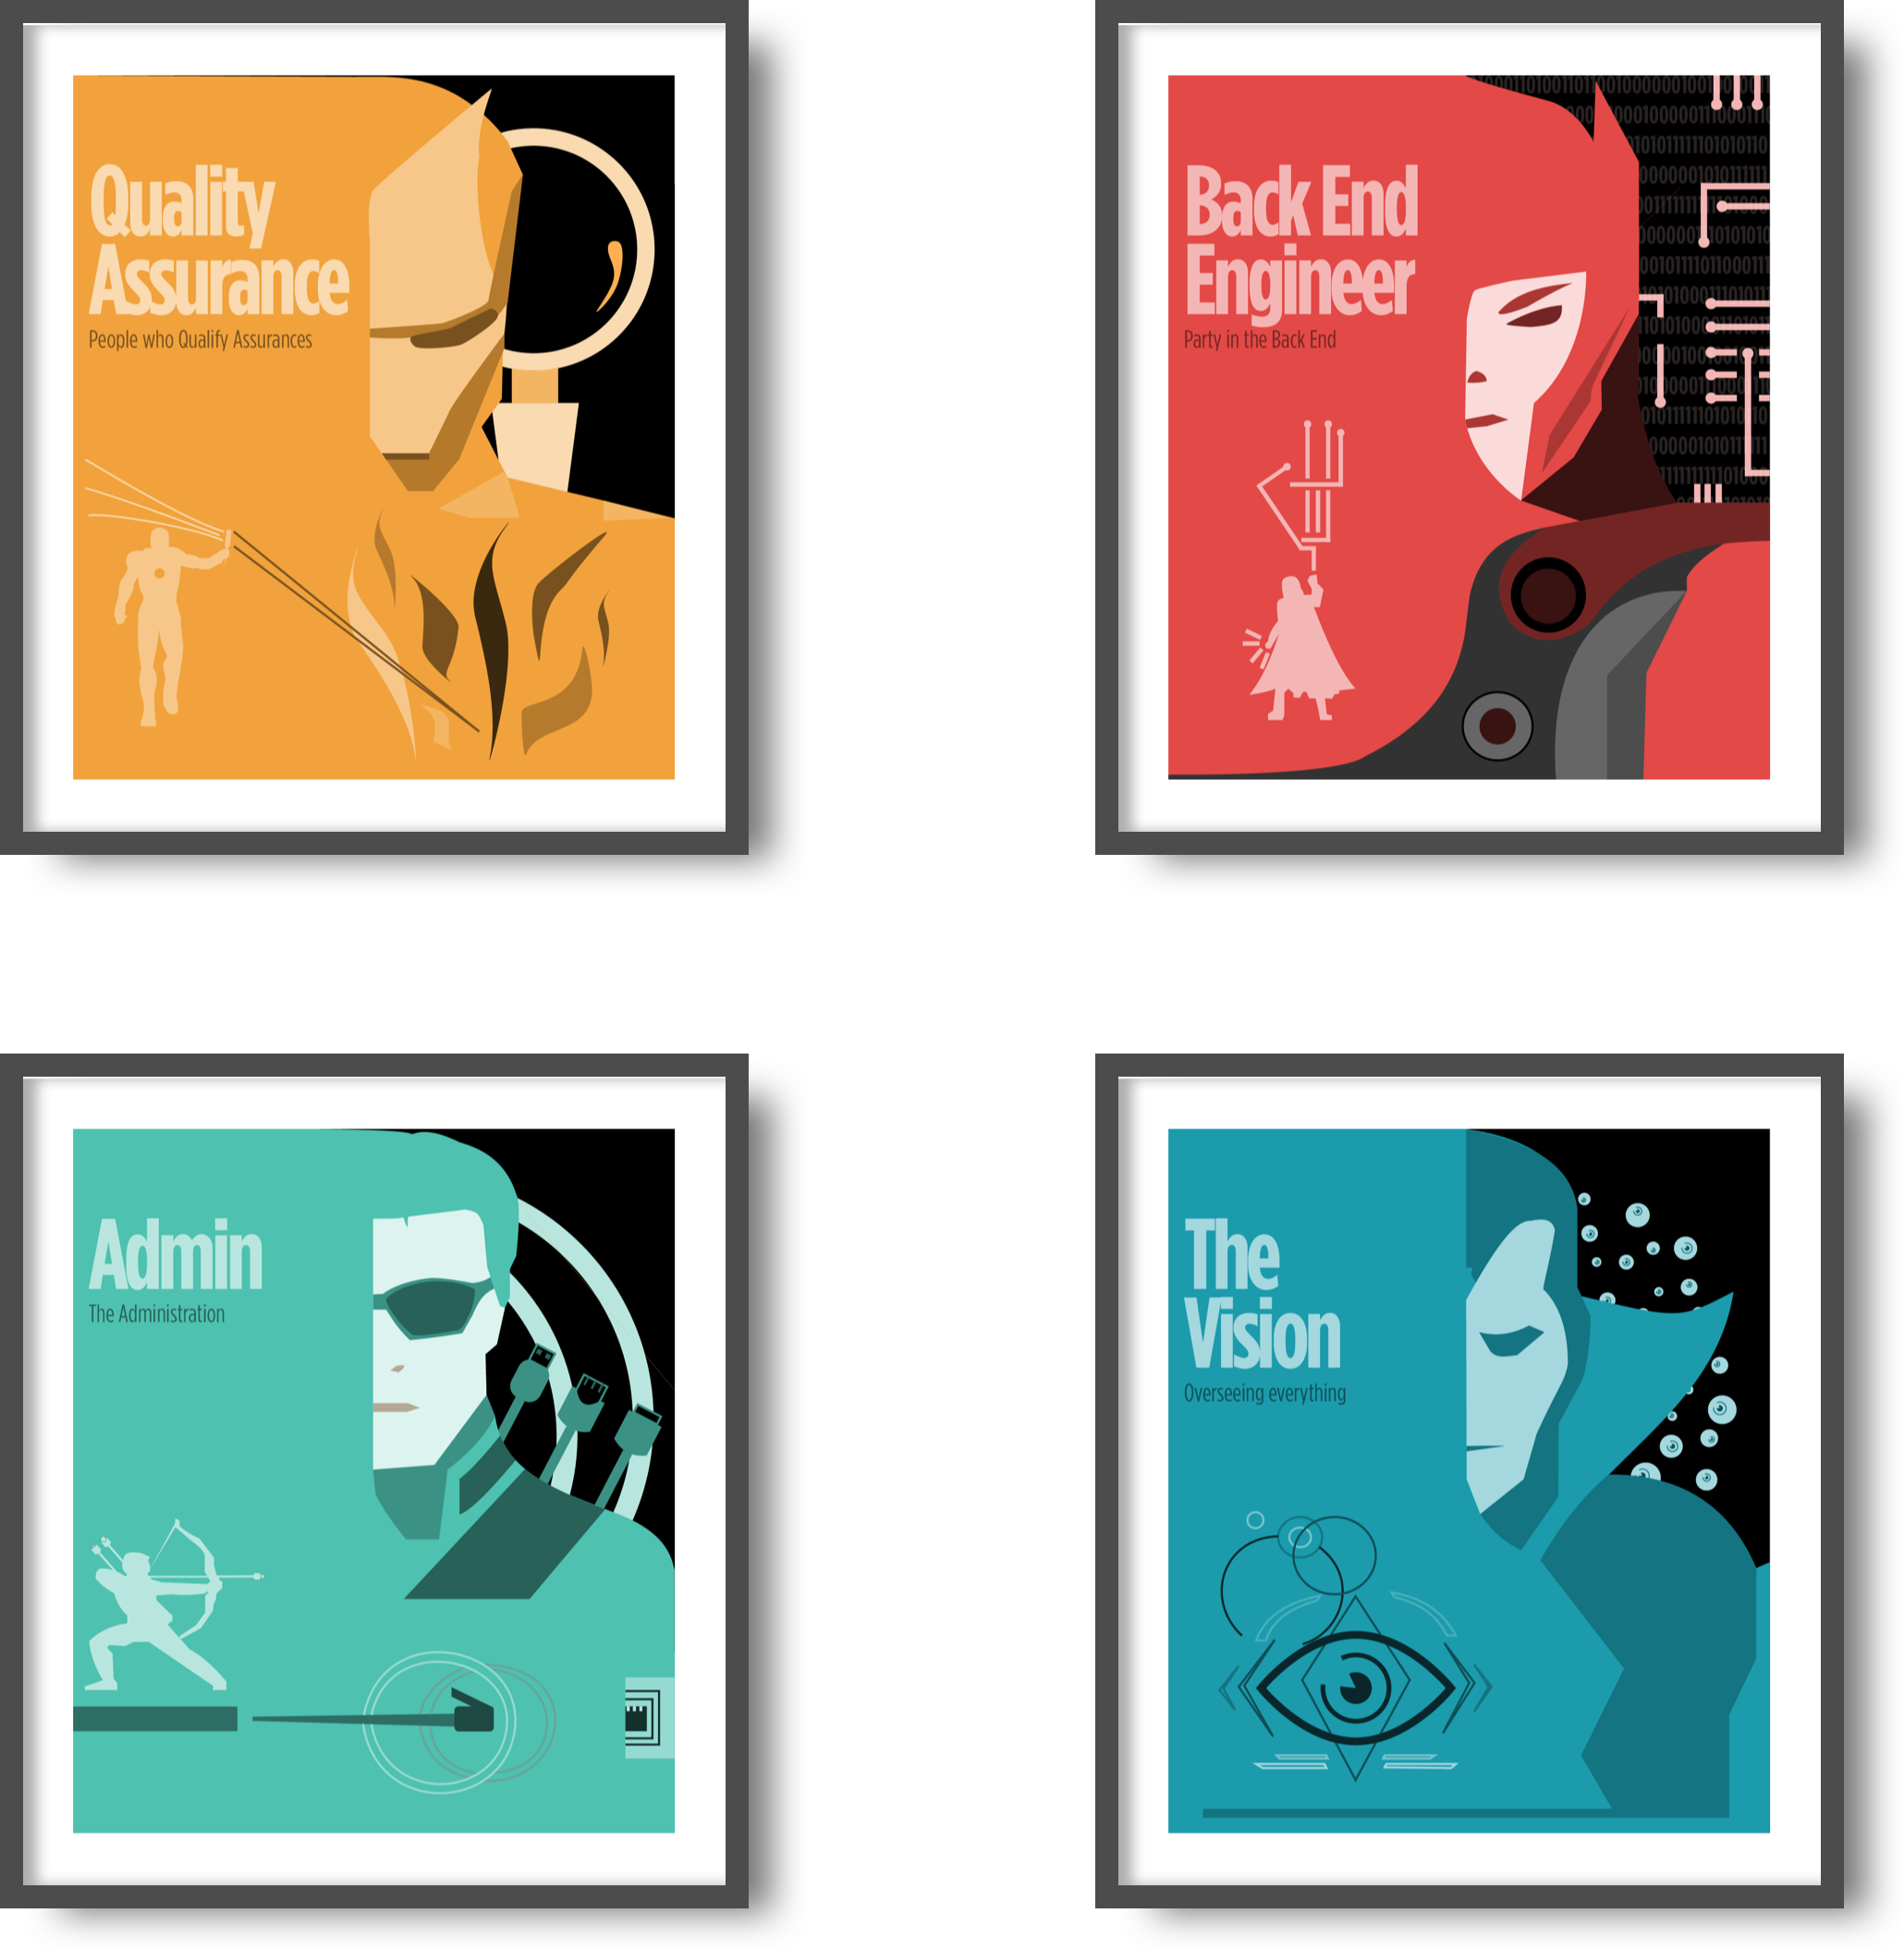 Quality
Assurance
People who Qualify Assurances
Back End
Engineer
Party in the Back End
Admin
The Administration
The
Vision
Overseeing everything